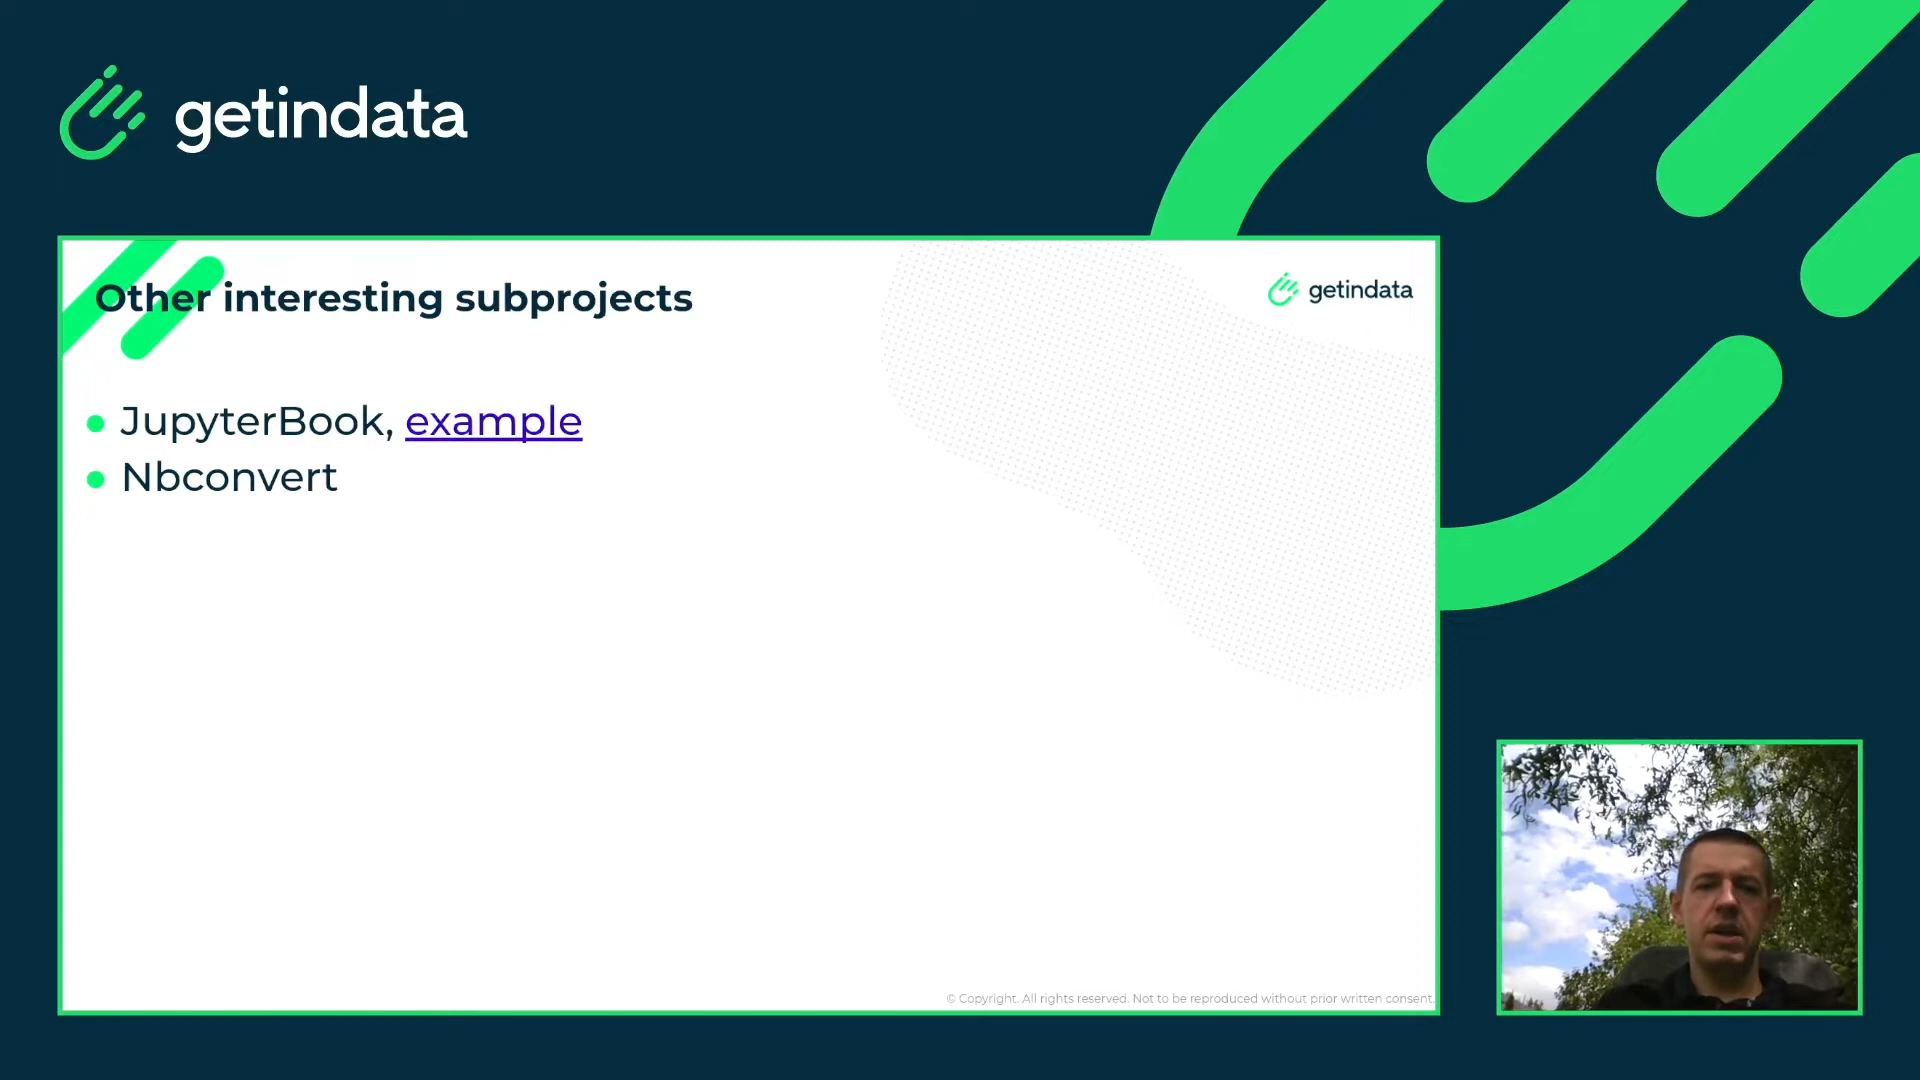 getindata
Other interesting subprojects
getindata
JupyterBook, example
Nbconvert
© Copyright. All rights reserved. Not to be reproduced without prior written consent.